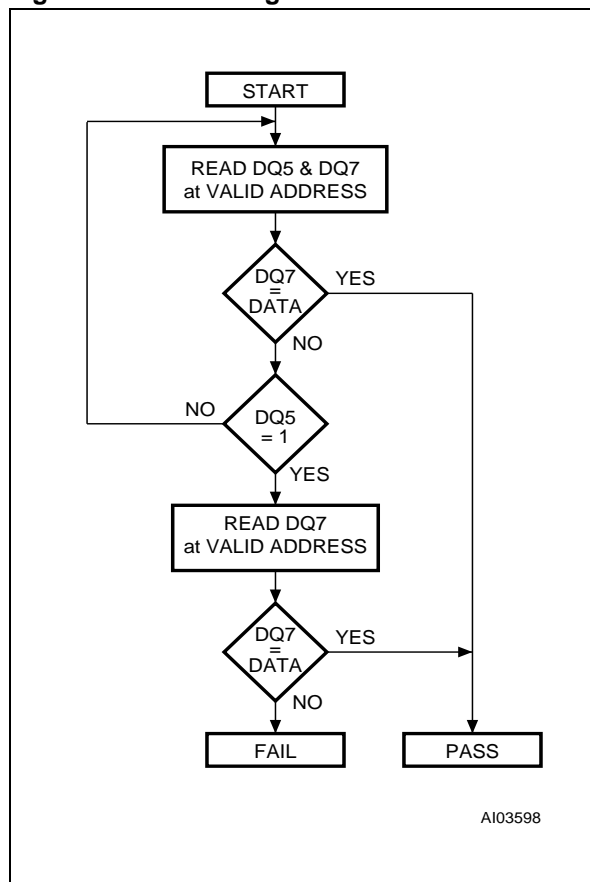 START
READ DQ5 & DQ7
at VALID ADDRESS
DQ7
=
DATA
YES
NO
NO
DQ5
= 1
YES
READ DQ7
at VALID ADDRESS
DQ7
=
DATA
YES
NO
FAIL
PASS
AI03598